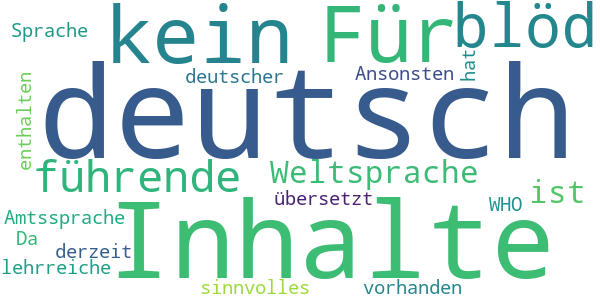 Sprache kein Für blöd
deutscher Ansonsten hat
enthalten deutsch
führende Weltsprache
übersetzt WHO ist
Amtssprache Inhalte
Da
derzeit
lehrreiche
sinnvolles vorhanden